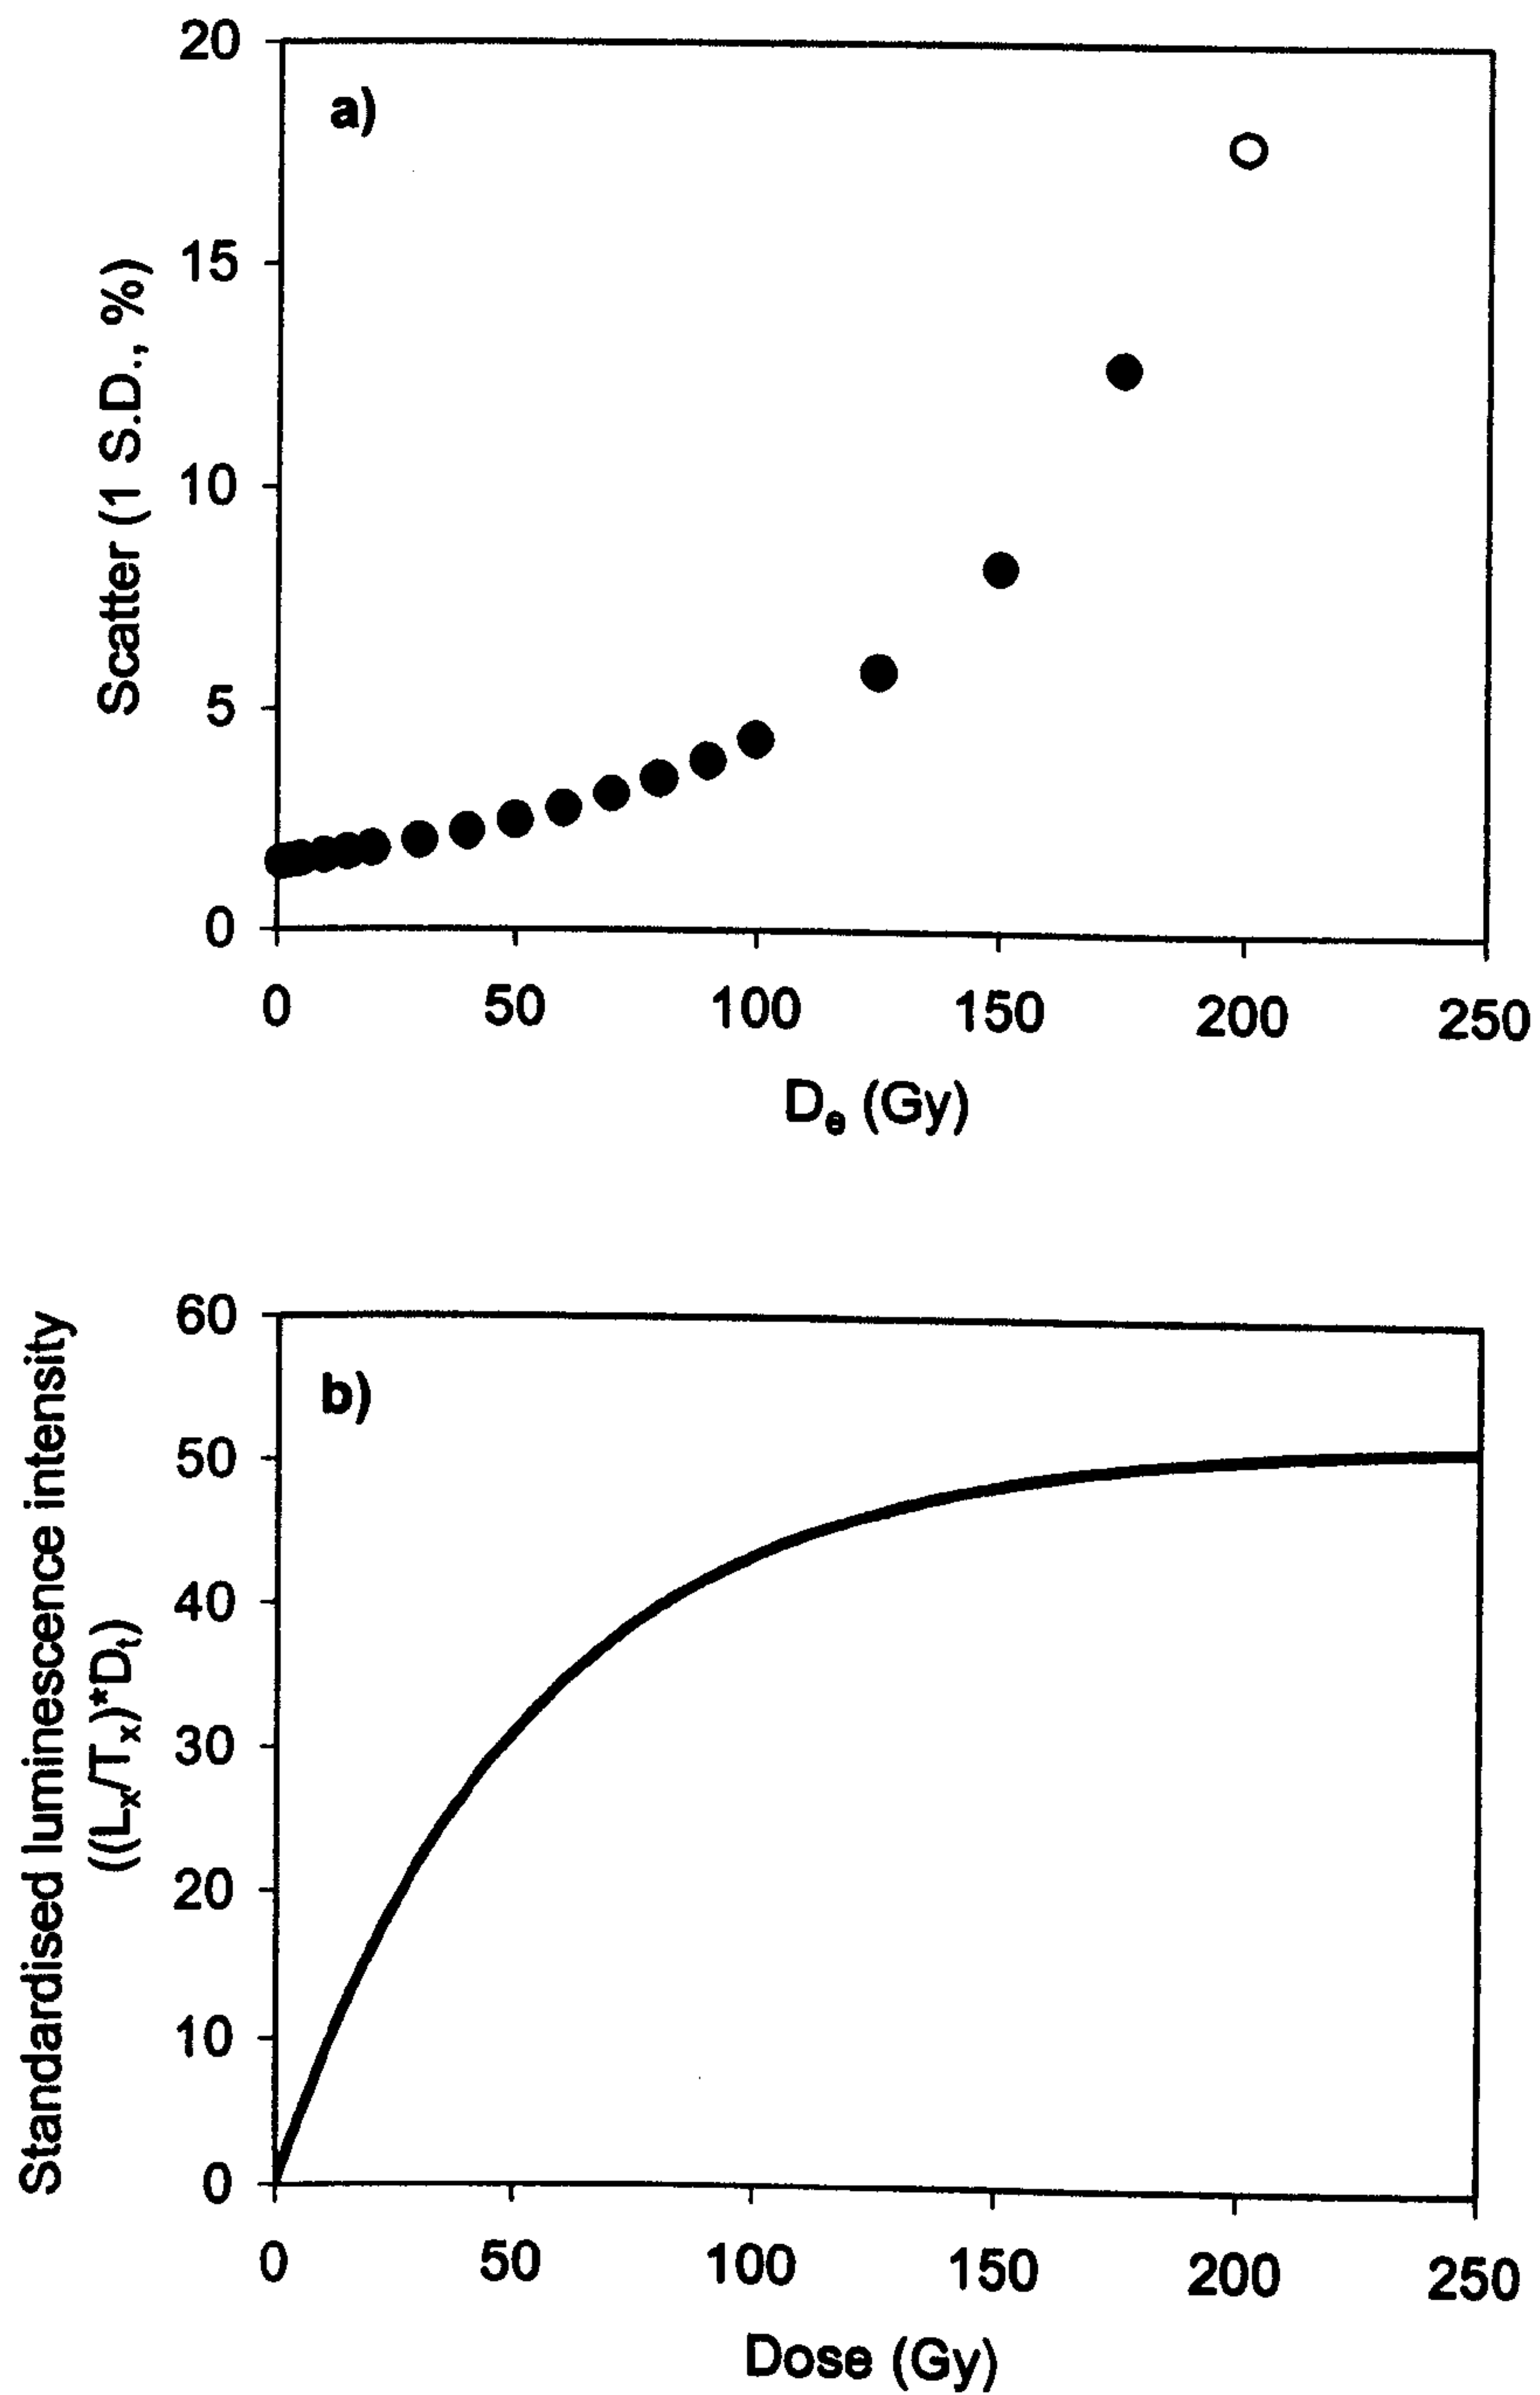 20
a)
15
10
5
0
Scatter (1 S.D., %)
0 50 100 150 200 250
De (Gy)
60
b)
50
40
30
20
10
0
Standardised luminescence intensity
((Lx/Tx)*Dt)
0 50 100 150 200 250
Dose (Gy)